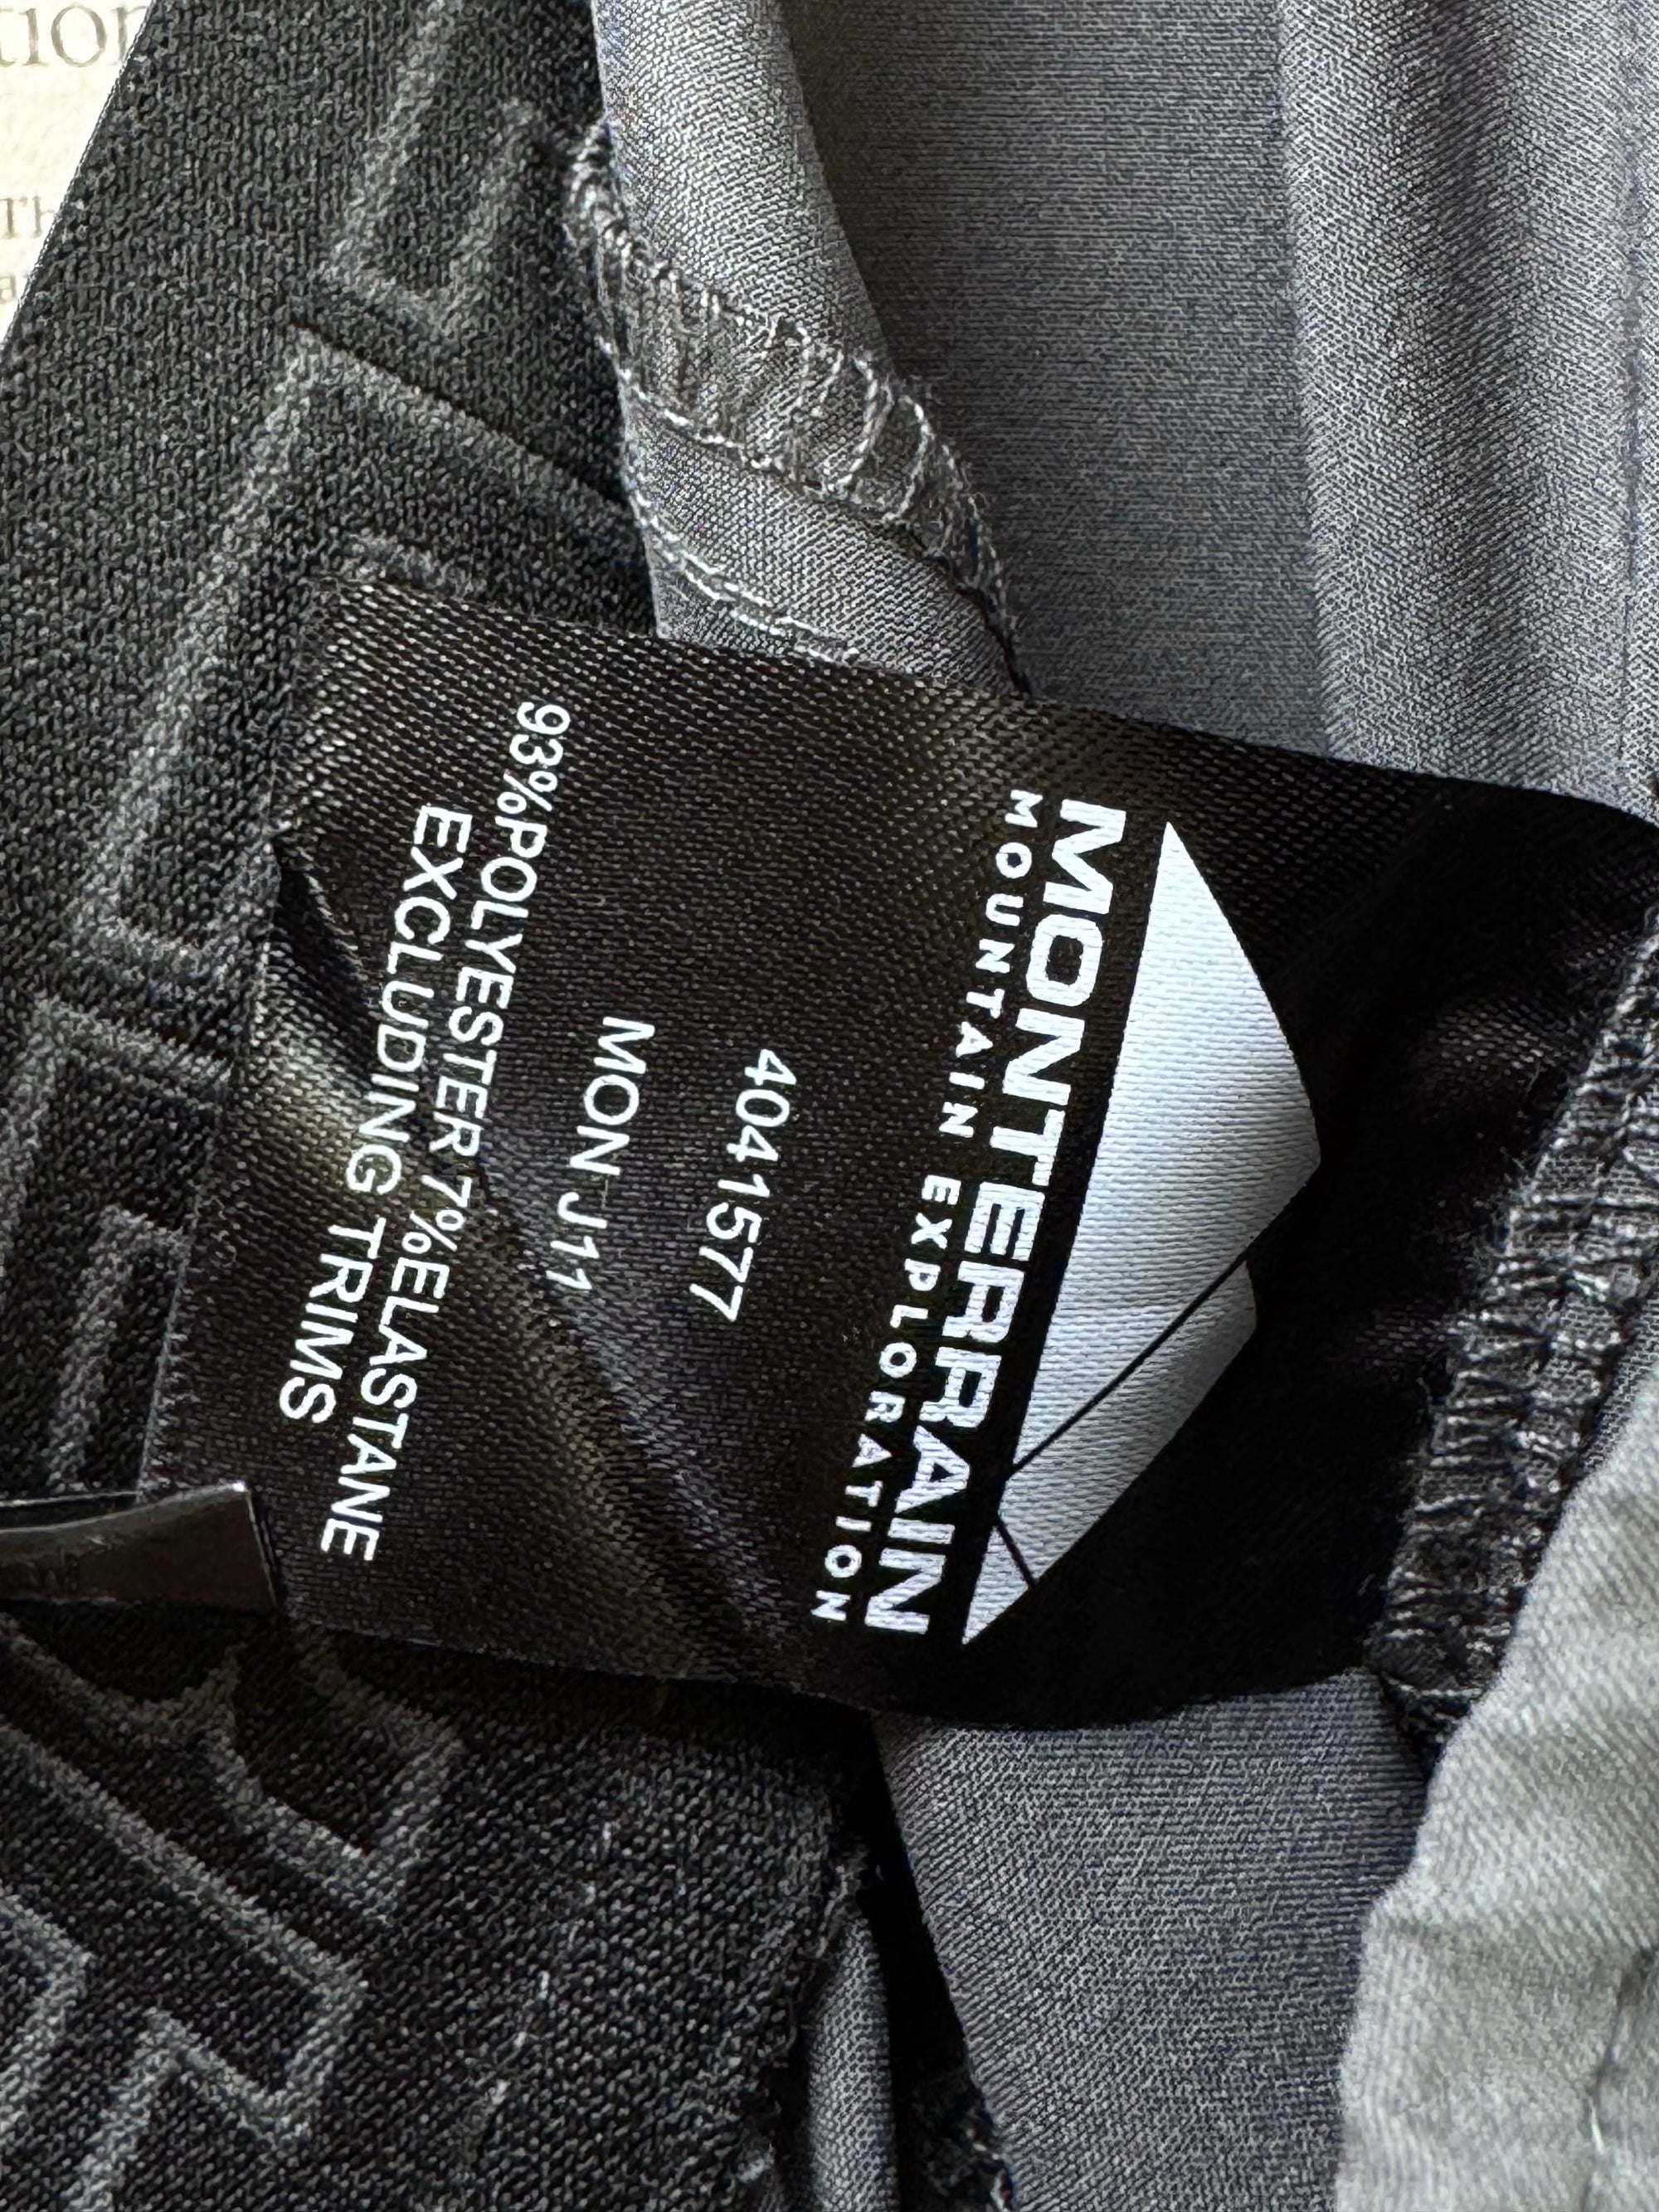 MONTERRAIN
MOUNTAIN EXPLORATION
4041577
MON J11
93%POLYESTER 7%ELASTANE
EXCLUDING TRIMS